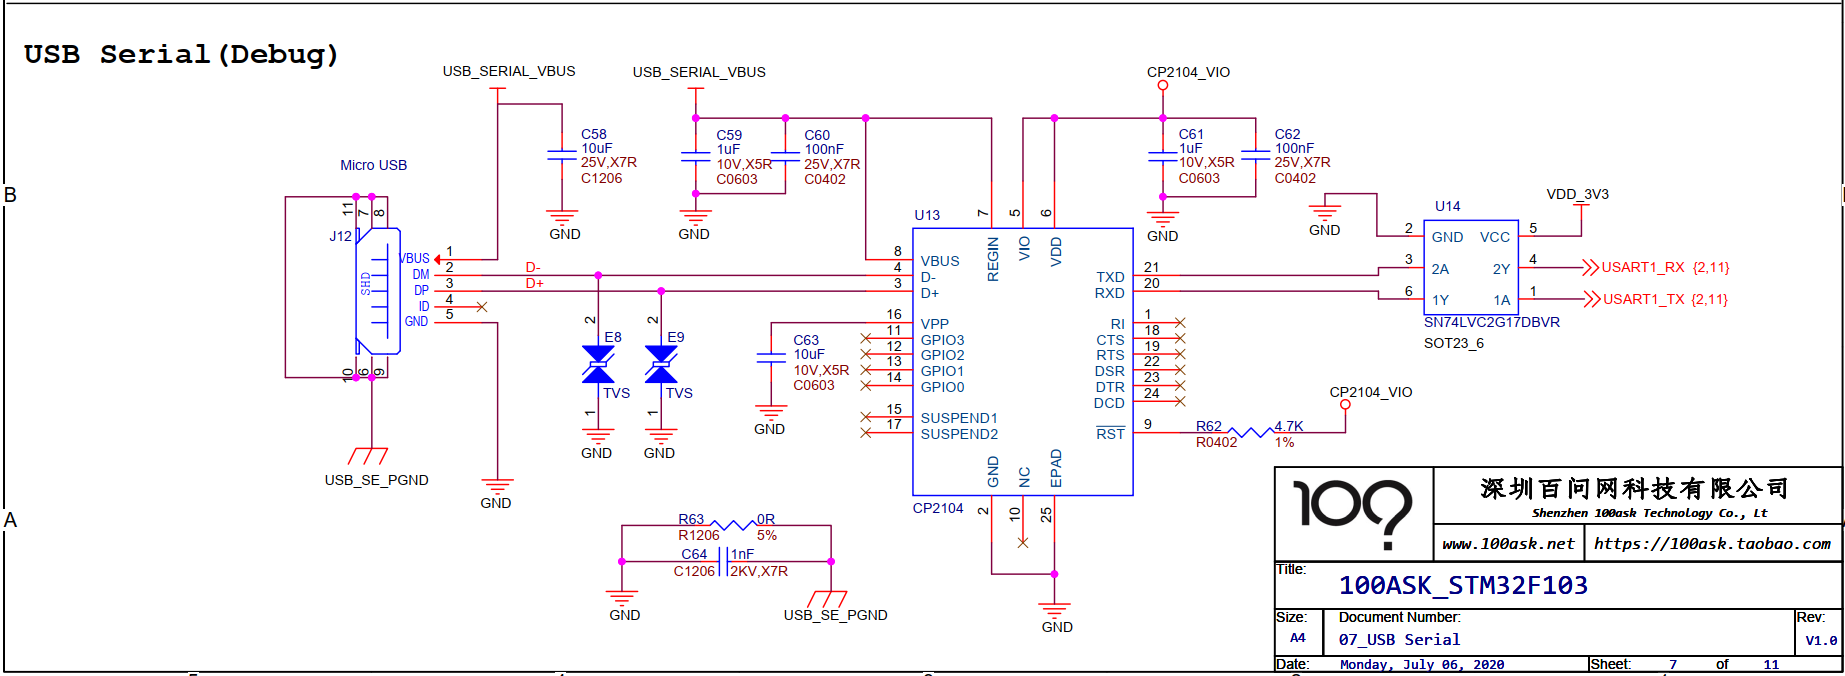 USB Serial(Debug)
USB_SERIAL_VBUS
USB_SERIAL_VBUS
CP2104_VIO
C58
10uF
25V,X7R
C1206
GND
C59
1uF
10V,X5R
C0603
C60
100nF
25V,X7R
C0402
GND
C61
1uF
10V,X5R
C0603
C62
100nF
25V,X7R
C0402
GND
B
A
Micro USB
11
7
8
J12
SHD
VBUS 1
DM 2
DP 3
ID 4
GND 5
10
6
9
USB_SE_PGND
GND
D-
D+
2
E8
TVS
1
GND
2
E9
TVS
1
GND
C63
10uF
10V,X5R
C0603
GND
U13
7
5
6
REGIN
VIO
VDD
8 VBUS
4 D-
3 D+
16 VPP
11 GPIO3
12 GPIO2
13 GPIO1
14 GPIO0
15 SUSPEND1
17 SUSPEND2
TXD 21
RXD 20
RI 1
CTS 18
RTS 19
DSR 22
DTR 23
DCD 24
RST 9
GND
NC
EPAD
CP2104
2
10
25
GND
GND
U14
VDD_3V3
2 GND VCC 5
3 2A 2Y 4
6 1Y 1A 1
USART1_RX {2,11}
USART1_TX {2,11}
SN74LVC2G17DBVR
SOT23_6
CP2104_VIO
R62 4.7K
R0402 1%
R63 0R
R1206 5%
C64 1nF
C1206 2KV,X7R
GND
USB_SE_PGND
100?
深圳百问网科技有限公司
Shenzhen 100ask Technology Co., Lt
www.100ask.net
https://100ask.taobao.com
Title:
100ASK_STM32F103
Size:
A4
Document Number:
07_USB Serial
Rev:
V1.0
Date:
Monday, July 06, 2020
Sheet: 7 of 11